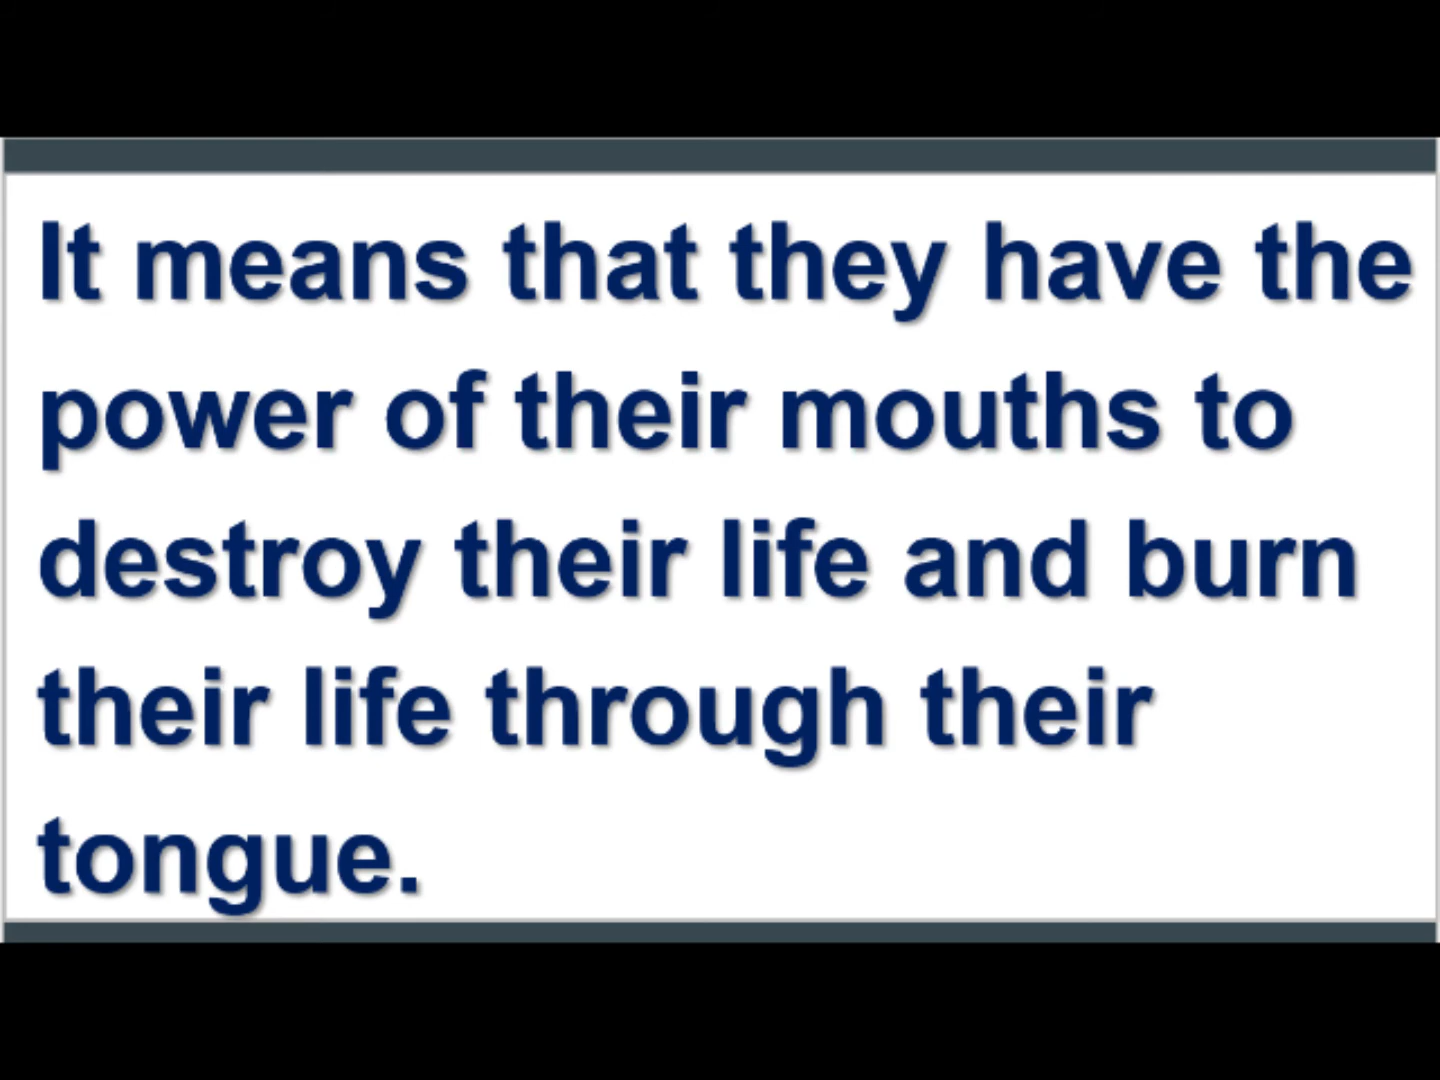 It means that they have the
power of their mouths to
destroy their life and burn
their life through their
tongue.